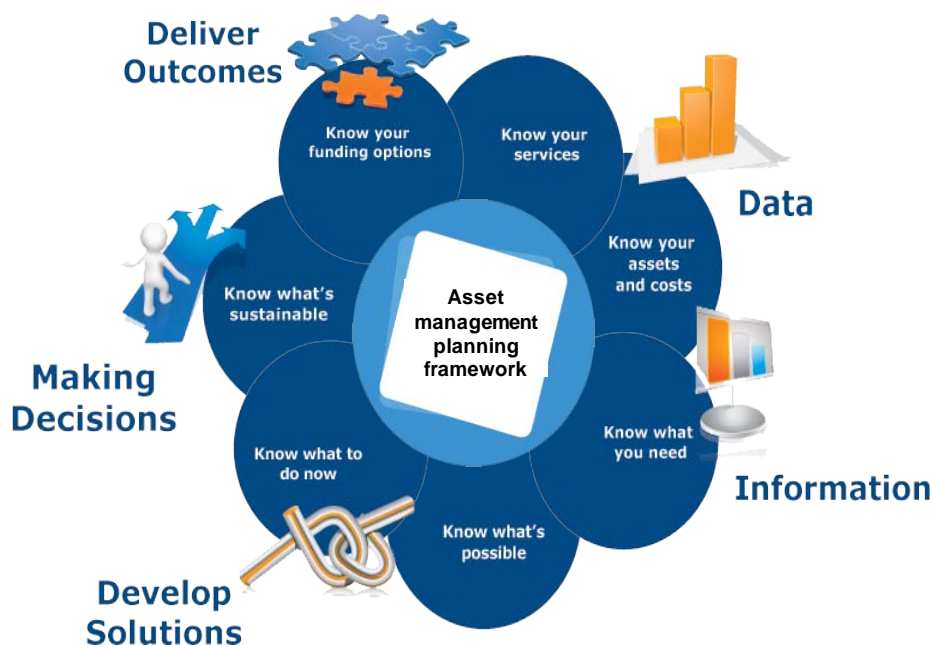 Deliver
Outcomes
Know your
funding options
Know your
services
Data
Know your
assets
and costs
Know what's
sustainable
Asset
management
planning
framework
Making
Decisions
Know what
you need
Information
Know what to
do now
Know what's
possible
Develop
Solutions